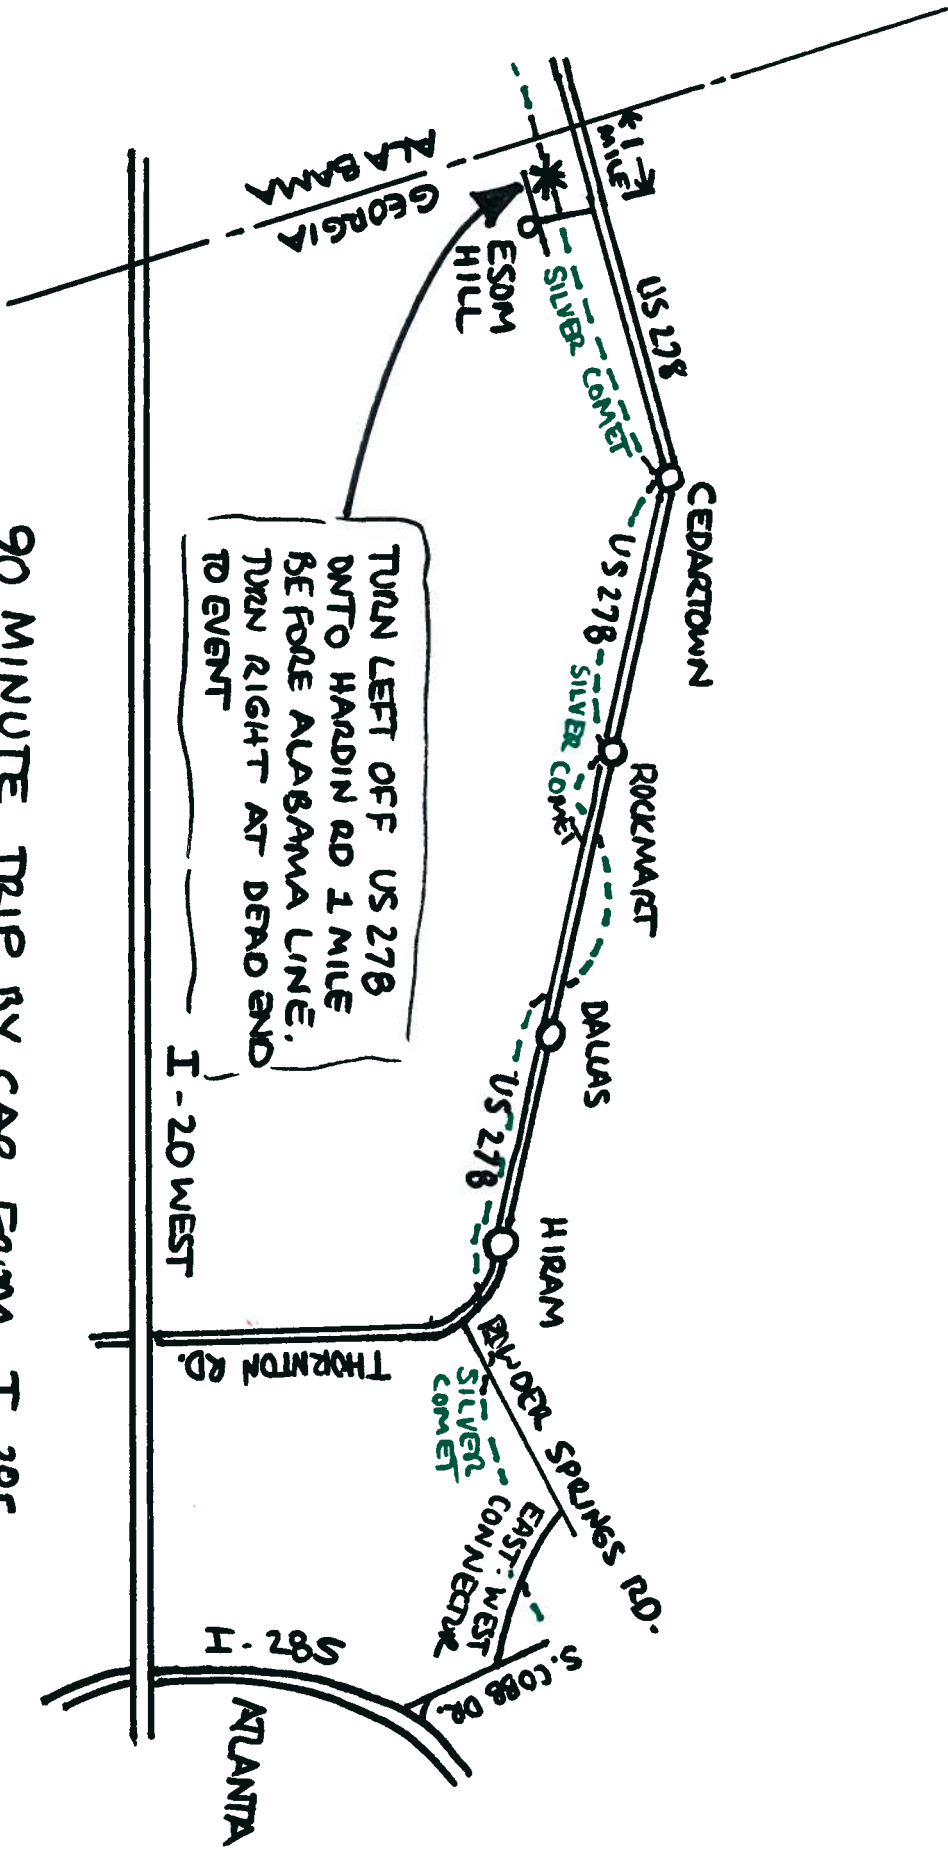 *1→
MILE
US 278
ALABAMA
GEORGIA
ESOM
HILL
SILVER COMET
CEDARTOWN
US 278
SILVER COMET
ROCKMART
DALLAS
US 278
HIRAM
TURN LEFT OFF US 278
ONTO HARDIN RD 1 MILE
BEFORE ALABAMA LINE.
TURN RIGHT AT DEAD END
TO EVENT
I-20 WEST
THORNTON RD.
POWDER SPRINGS RD.
SILVER
COMET
EAST-WEST
CONNECTOR
S. COBB DR.
I-285
ATLANTA
90 MINUTE TRIP BY CAR FROM I 285